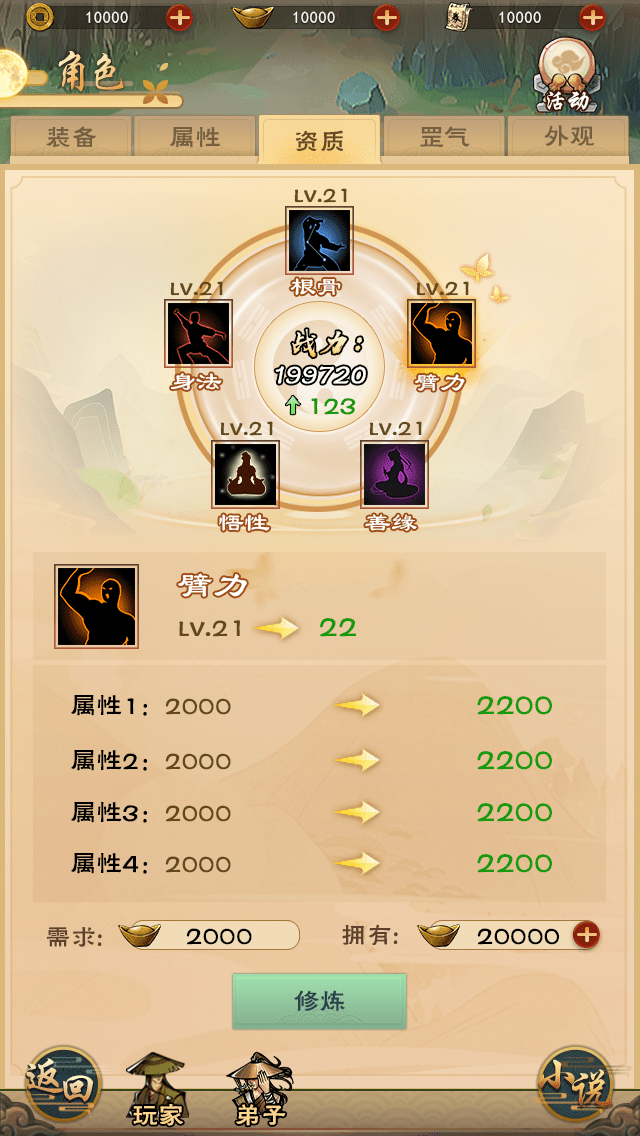 10000
10000
10000
角色
活动
装备 属性 资质 罡气 外观
LV.21
根骨
LV.21
身法
LV.21
臂力
战力:
199720
123
LV.21
悟性
LV.21
善缘
臂力
LV.21 22
属性1: 2000 2200
属性2: 2000 2200
属性3: 2000 2200
属性4: 2000 2200
需求: 2000 拥有: 20000
修炼
返回
玩家
弟子
小说